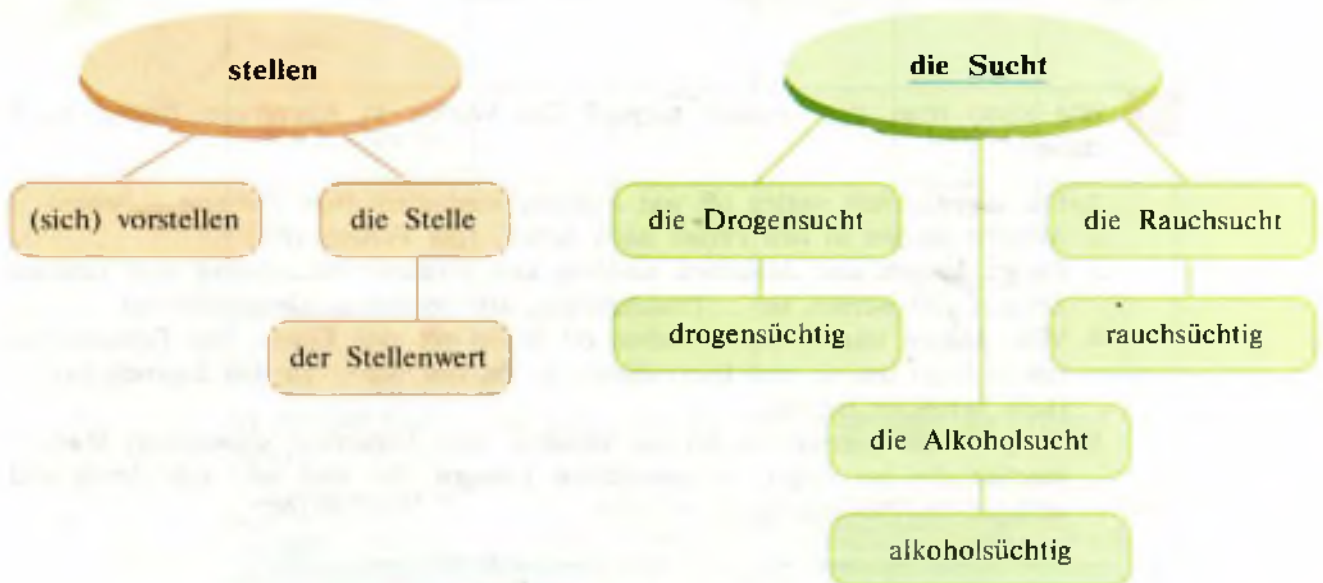 stellen
(sich) vorstellen
die Stelle
der Stellenwert
die Sucht
die Drogensucht
die Rauchsucht
drogensüchtig
rauchsüchtig
die Alkoholsucht
alkoholsüchtig